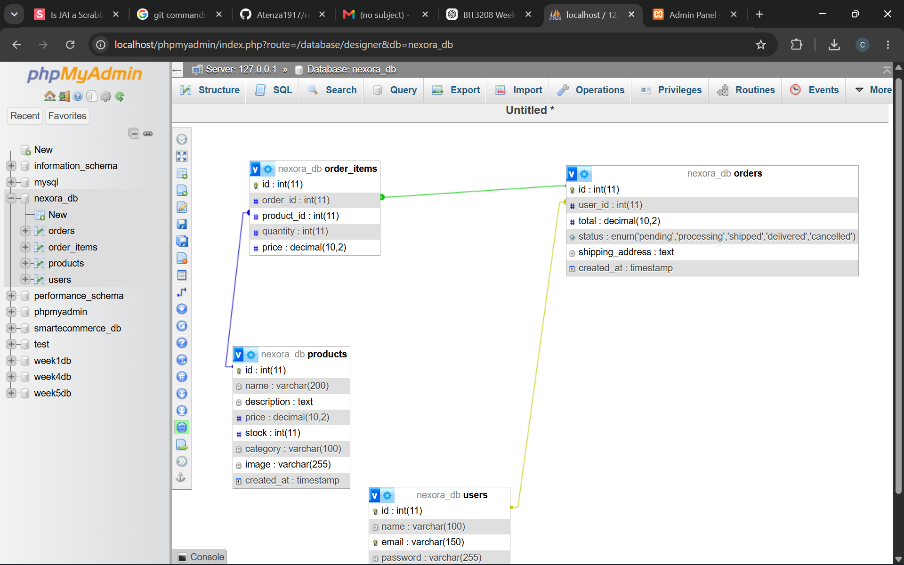 Is JAI a Scrabb
git command
Atenza1917/n
(no subject) -
BIT3208 Week
localhost / 12
Admin Panel -
localhost/phpmyadmin/index.php?route=/database/designer&db=nexora_db
C
phpMyAdmin
Recent
Favorites
New
information_schema
mysql
nexora_db
New
orders
order_items
products
users
performance_schema
phpmyadmin
smartecommerce_db
test
week1db
week4db
week5db
Server: 127.0.0.1 » Database: nexora_db
Structure
SQL
Search
Query
Export
Import
Operations
Privileges
Routines
Events
More
Untitled *
nexora_db order_items
id : int(11)
order_id : int(11)
product_id : int(11)
quantity : int(11)
price : decimal(10,2)
nexora_db orders
id : int(11)
user_id : int(11)
total : decimal(10,2)
status : enum('pending','processing','shipped','delivered','cancelled')
shipping_address : text
created_at : timestamp
nexora_db products
id : int(11)
name : varchar(200)
description : text
price : decimal(10,2)
stock : int(11)
category : varchar(100)
image : varchar(255)
created_at : timestamp
nexora_db users
id : int(11)
name : varchar(100)
email : varchar(150)
password : varchar(255)
Console